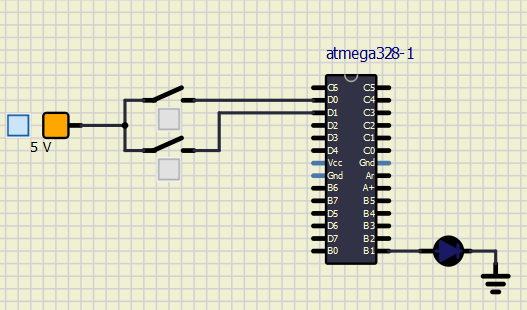 atmega328-1
C6 C5
D0 C4
D1 C3
D2 C2
D3 C1
D4 C0
Vcc Gnd
Gnd Ar
B6 A+
B7 B5
D5 B4
D6 B3
D7 B2
B0 B1
5 V